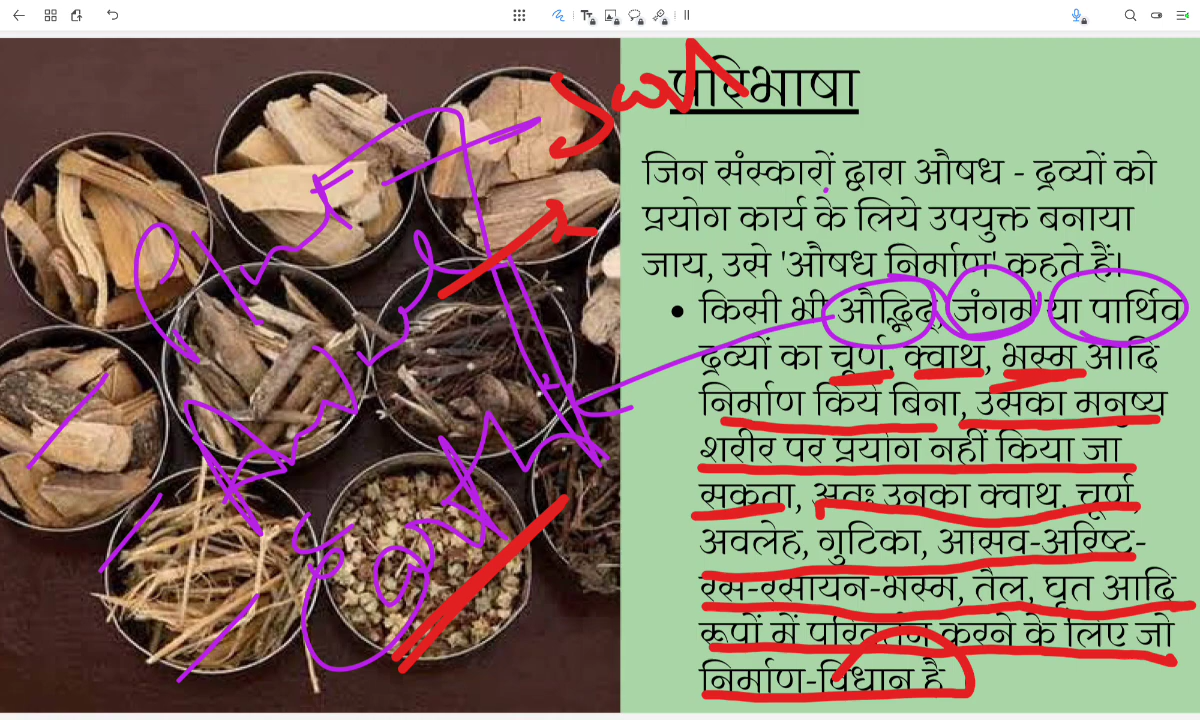 परिभाषा
जिन संस्कारों द्वारा औषध - द्रव्यों को
प्रयोग कार्य के लिये उपयुक्त बनाया
जाय, उसे 'औषध निर्माण' कहते हैं।
• किसी भी औद्भिद्, जंगम या पार्थिव
द्रव्यों का चूर्ण, क्वाथ, भस्म आदि
निर्माण किये बिना, उसका मनुष्य
शरीर पर प्रयोग नहीं किया जा
सकता, अतः उनका क्वाथ, चूर्ण,
अवलेह, गुटिका, आसव-अरिष्ट-
रस-रसायन-भस्म, तैल, घृत आदि
रूपों में परिवर्तन करने के लिए जो
निर्माण-विधान है